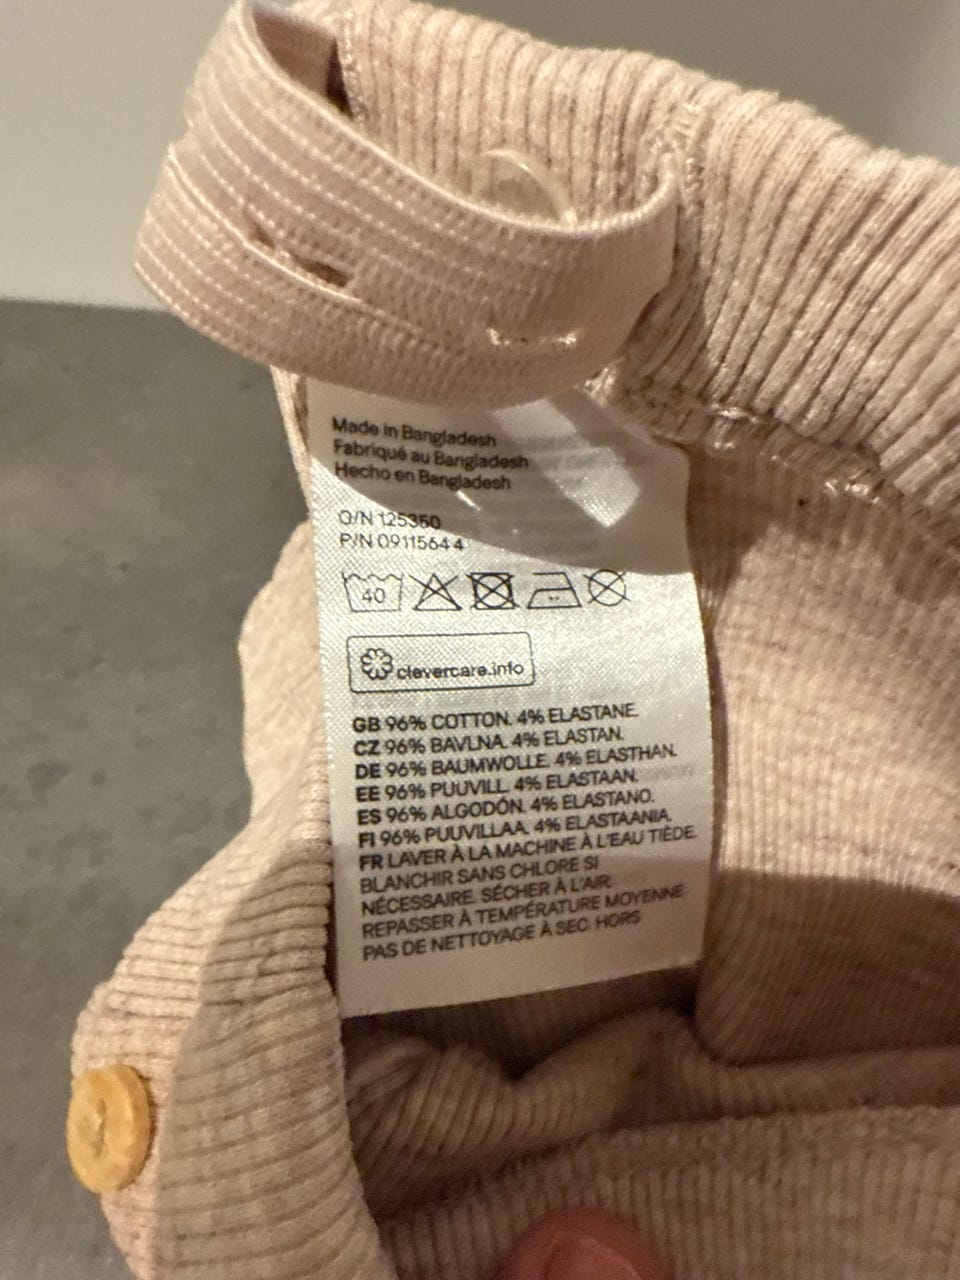 Made in Bangladesh
Fabriqué au Bangladesh
Hecho en Bangladesh
O/N 125350
P/N 0911564 4
40
clevercare.info
GB 96% COTTON. 4% ELASTANE.
CZ 96% BAVLNA. 4% ELASTAN.
DE 96% BAUMWOLLE. 4% ELASTHAN.
EE 96% PUUVILL. 4% ELASTAAN.
ES 96% ALGODÓN. 4% ELASTANO.
FI 96% PUUVILLAA. 4% ELASTAANIA.
FR LAVER À LA MACHINE À L'EAU TIÈDE.
BLANCHIR SANS CHLORE SI
NÉCESSAIRE. SÉCHER À L'AIR.
REPASSER À TEMPÉRATURE MOYENNE.
PAS DE NETTOYAGE À SEC. HORS